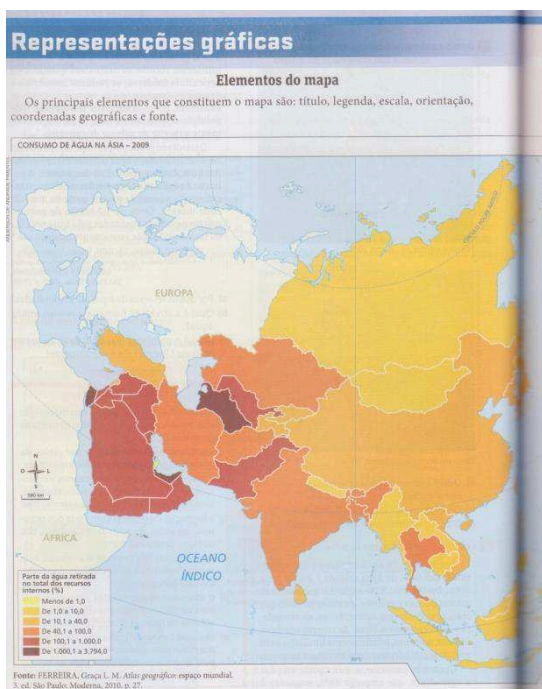 Representações gráficas
Elementos do mapa
Os principais elementos que constituem o mapa são: título, legenda, escala, orientação,
coordenadas geográficas e fonte.
CONSUMO DE ÁGUA NA ÁSIA – 2009
CÍRCULO POLAR ÁRTICO
EUROPA
N
O
L
S
ÁFRICA
OCEANO
ÍNDICO
Parte da água retirada
no total dos recursos
internos (%)
Menos de 1,0
De 1,0 a 10,0
De 10,1 a 40,0
De 40,1 a 100,0
De 100,1 a 1.000,0
De 1.000,1 a 3.794,0
Fonte: FERREIRA, Graça L. M. Atlas geográfico: espaço mundial.
3. ed. São Paulo: Moderna, 2010. p. 27.